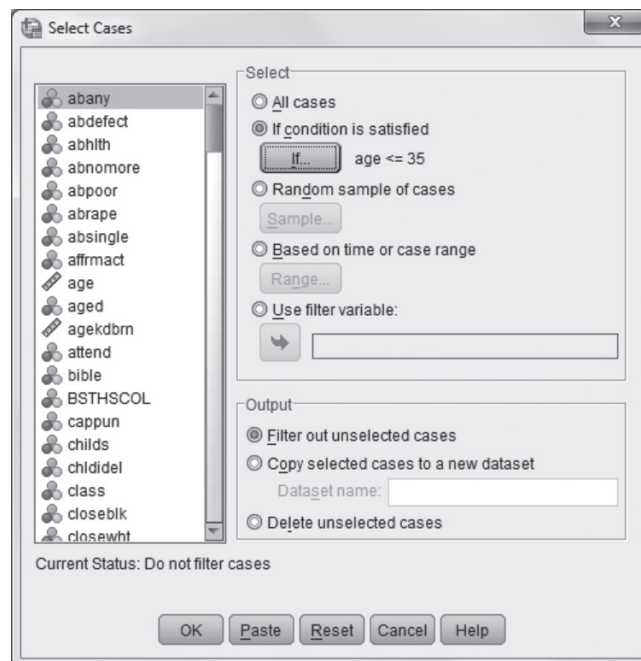 Select Cases
abany
abdefect
abhlth
abnomore
abpoor
abrape
absingle
affrmact
age
aged
agekdbrn
attend
bible
BSTHSCOL
cappun
childs
chldidel
class
closeblk
closewht
Select
All cases
If condition is satisfied
If... age <= 35
Random sample of cases
Sample...
Based on time or case range
Range...
Use filter variable:
Output
Filter out unselected cases
Copy selected cases to a new dataset
Dataset name:
Delete unselected cases
Current Status: Do not filter cases
OK Paste Reset Cancel Help